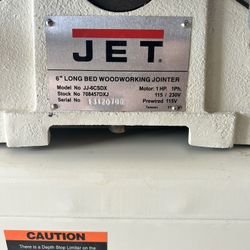 JET
6" LONG BED WOODWORKING JOINTER
Model No JJ-6CSDX Motor: 1 HP, 1Ph.
Stock No 708457DXJ 115 / 230V
Serial No Prewired 115V
Taiwan
CAUTION
There is a Depth Stop Limiter on the